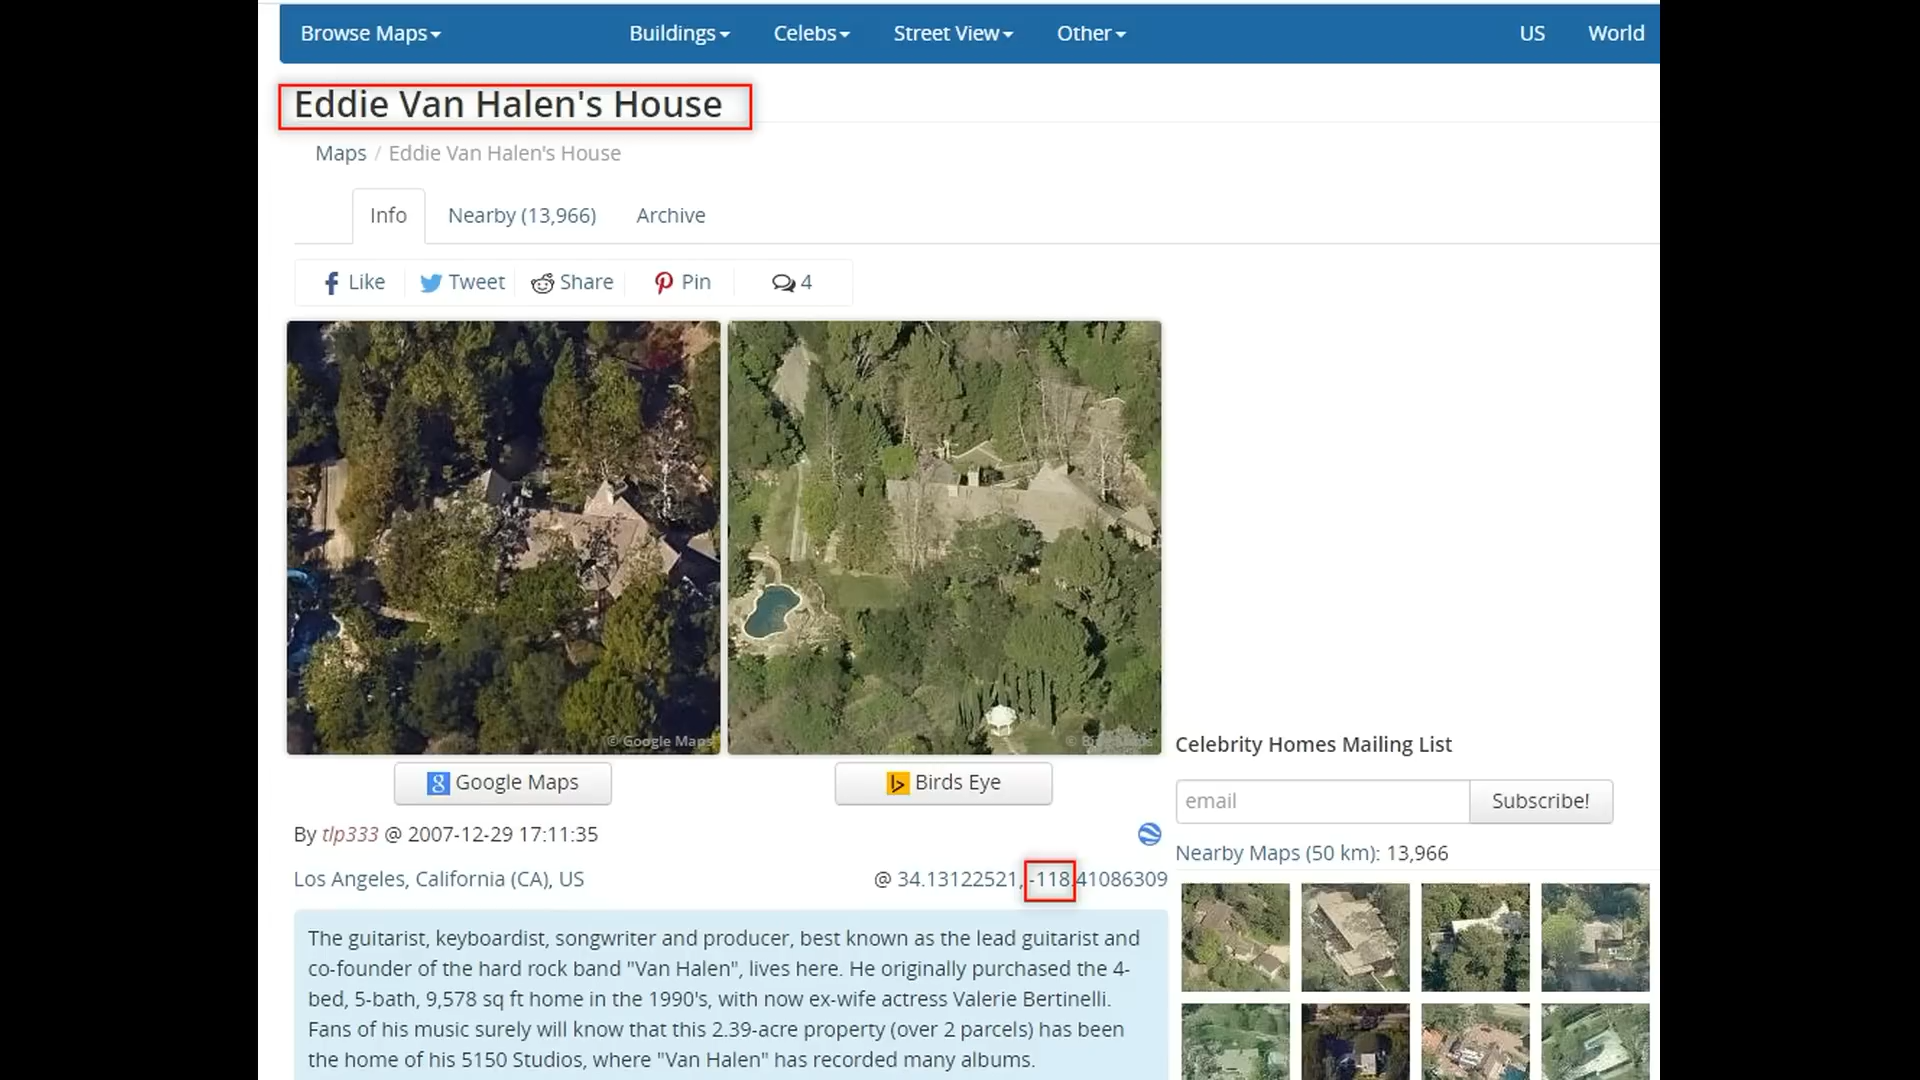 Browse Maps Buildings Celebs Street View Other US World
Eddie Van Halen's House
Maps / Eddie Van Halen's House
Info Nearby (13,966) Archive
Like Tweet Share Pin 4
© Google Maps
Google Maps Birds Eye
Celebrity Homes Mailing List
email Subscribe!
By tlp333 @ 2007-12-29 17:11:35
Nearby Maps (50 km): 13,966
Los Angeles, California (CA), US @ 34.13122521, -118.41086309
The guitarist, keyboardist, songwriter and producer, best known as the lead guitarist and
co-founder of the hard rock band "Van Halen", lives here. He originally purchased the 4-
bed, 5-bath, 9,578 sq ft home in the 1990's, with now ex-wife actress Valerie Bertinelli.
Fans of his music surely will know that this 2.39-acre property (over 2 parcels) has been
the home of his 5150 Studios, where "Van Halen" has recorded many albums.